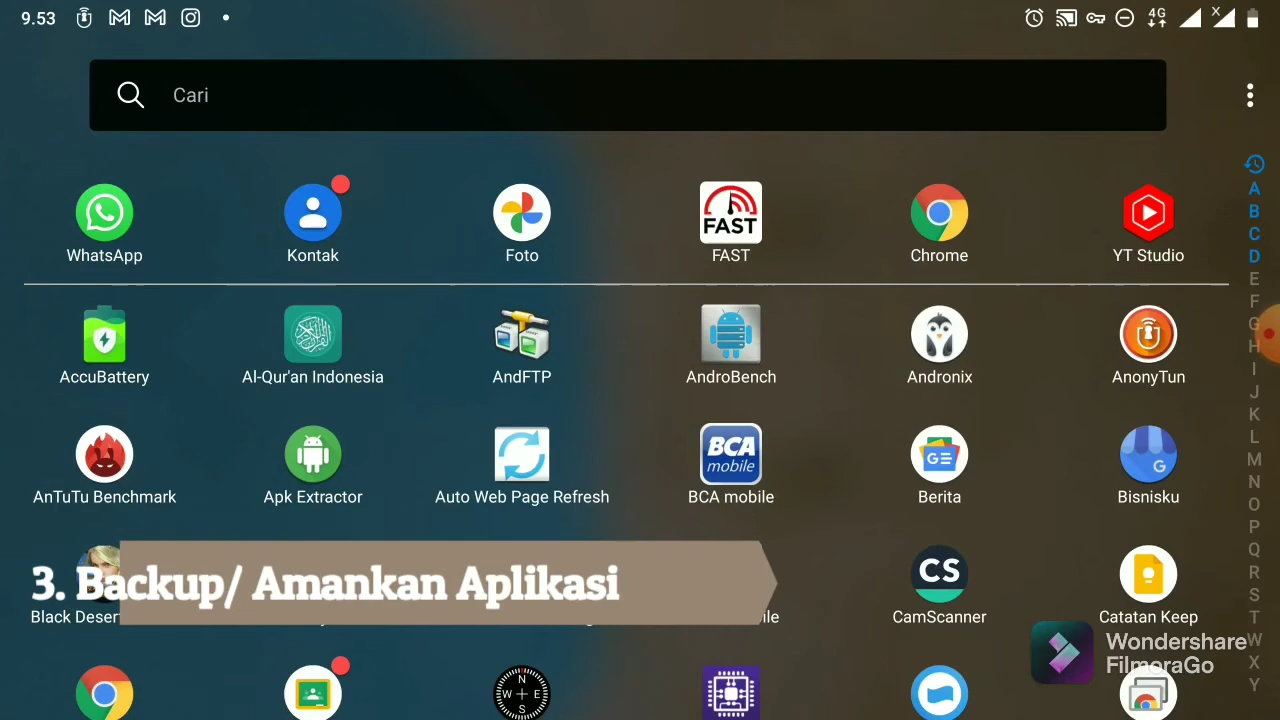 9.53
4G
X
Cari
WhatsApp
Kontak
Foto
FAST
FAST
Chrome
YT Studio
AccuBattery
Al-Qur'an Indonesia
AndFTP
AndroBench
Andronix
AnonyTun
AnTuTu Benchmark
Apk Extractor
Auto Web Page Refresh
BCA
mobile
BCA mobile
GE
Berita
G
Bisnisku
3. Backup/ Amankan Aplikasi
Black Deser
CS
CamScanner
Catatan Keep
Wondershare
FilmoraGo
N
W E
S
A
B
C
D
E
F
G
H
I
J
K
L
M
N
O
P
Q
R
S
T
W
X
Y